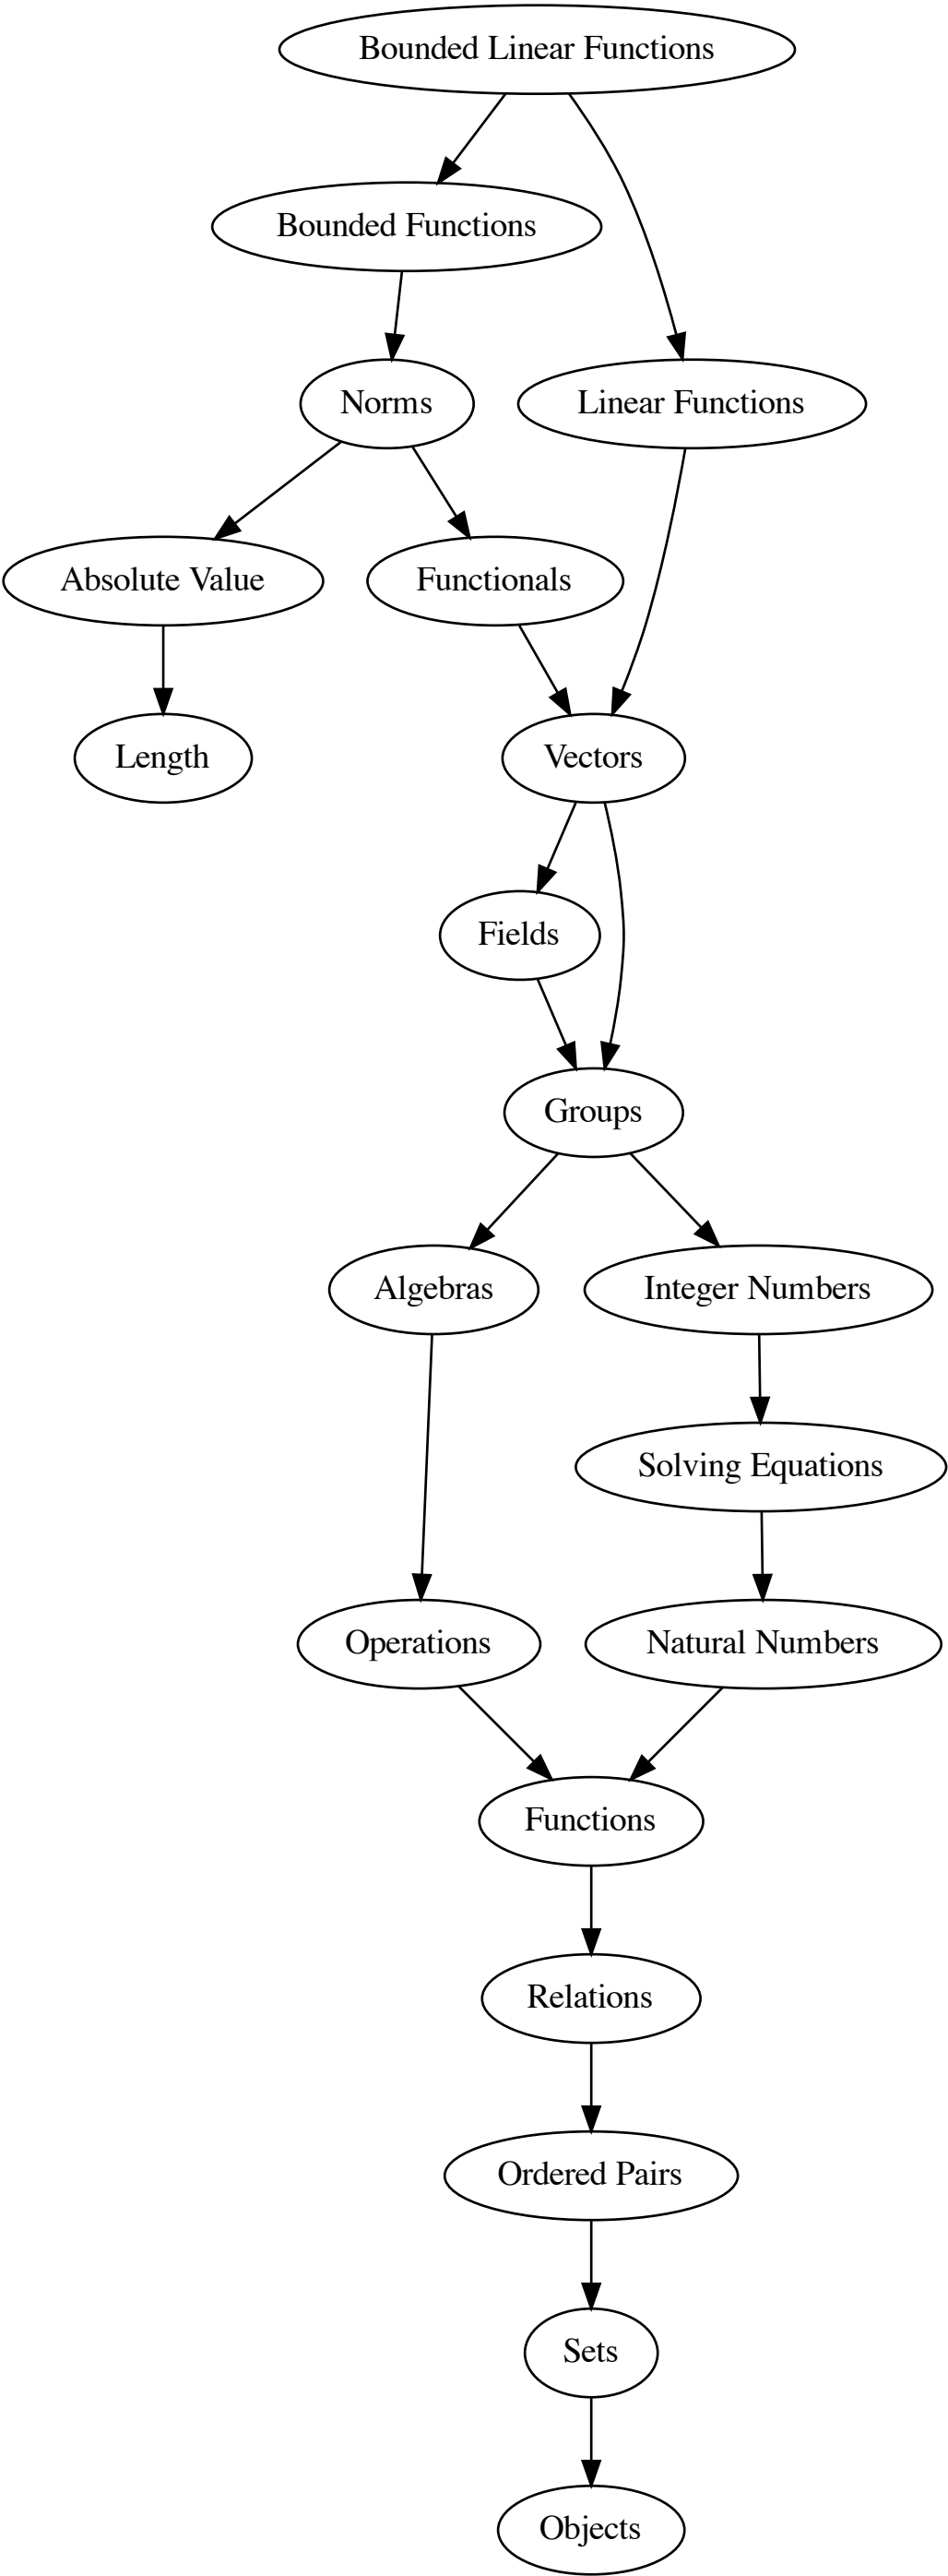 Bounded Linear Functions
Bounded Functions
Norms
Linear Functions
Absolute Value
Functionals
Length
Vectors
Fields
Groups
Algebras
Integer Numbers
Solving Equations
Operations
Natural Numbers
Functions
Relations
Ordered Pairs
Sets
Objects